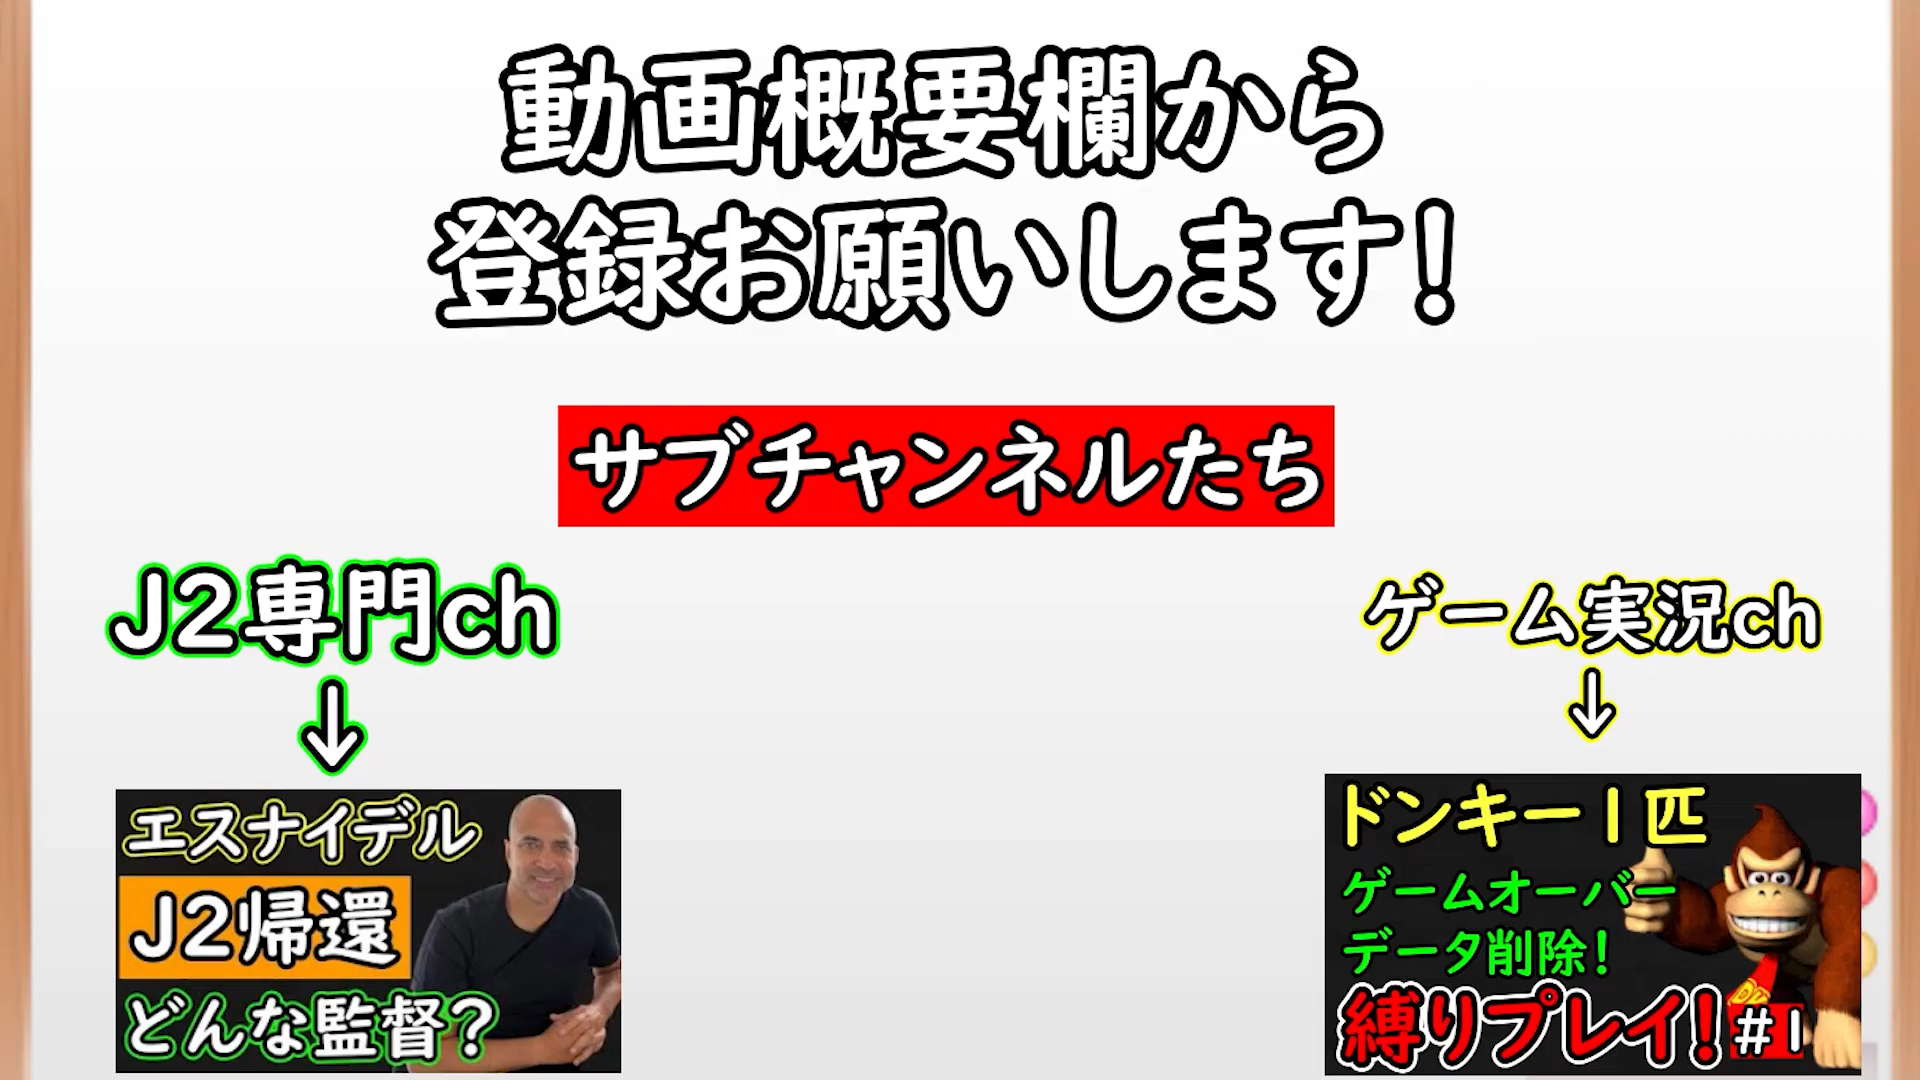 動画概要欄から
登録お願いします!
サブチャンネルたち
J2専門ch
↓
エスナイデル
J2帰還
どんな監督?
ゲーム実況ch
↓
ドンキー1匹
ゲームオーバー
データ削除!
縛りプレイ!#1